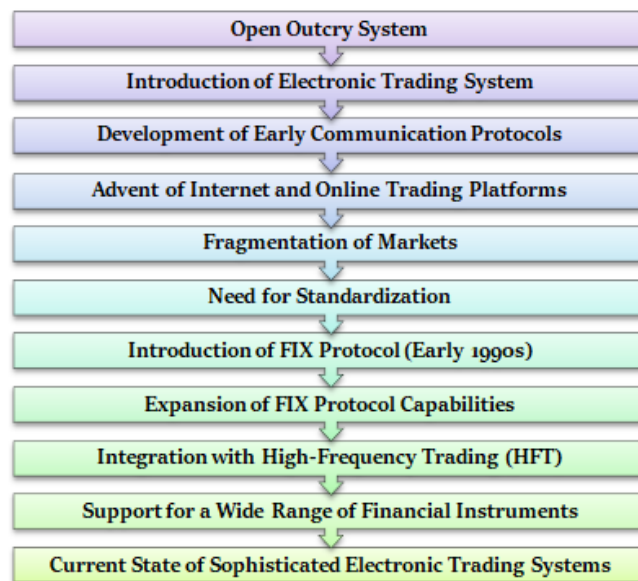 Open Outcry System
Introduction of Electronic Trading System
Development of Early Communication Protocols
Advent of Internet and Online Trading Platforms
Fragmentation of Markets
Need for Standardization
Introduction of FIX Protocol (Early 1990s)
Expansion of FIX Protocol Capabilities
Integration with High-Frequency Trading (HFT)
Support for a Wide Range of Financial Instruments
Current State of Sophisticated Electronic Trading Systems